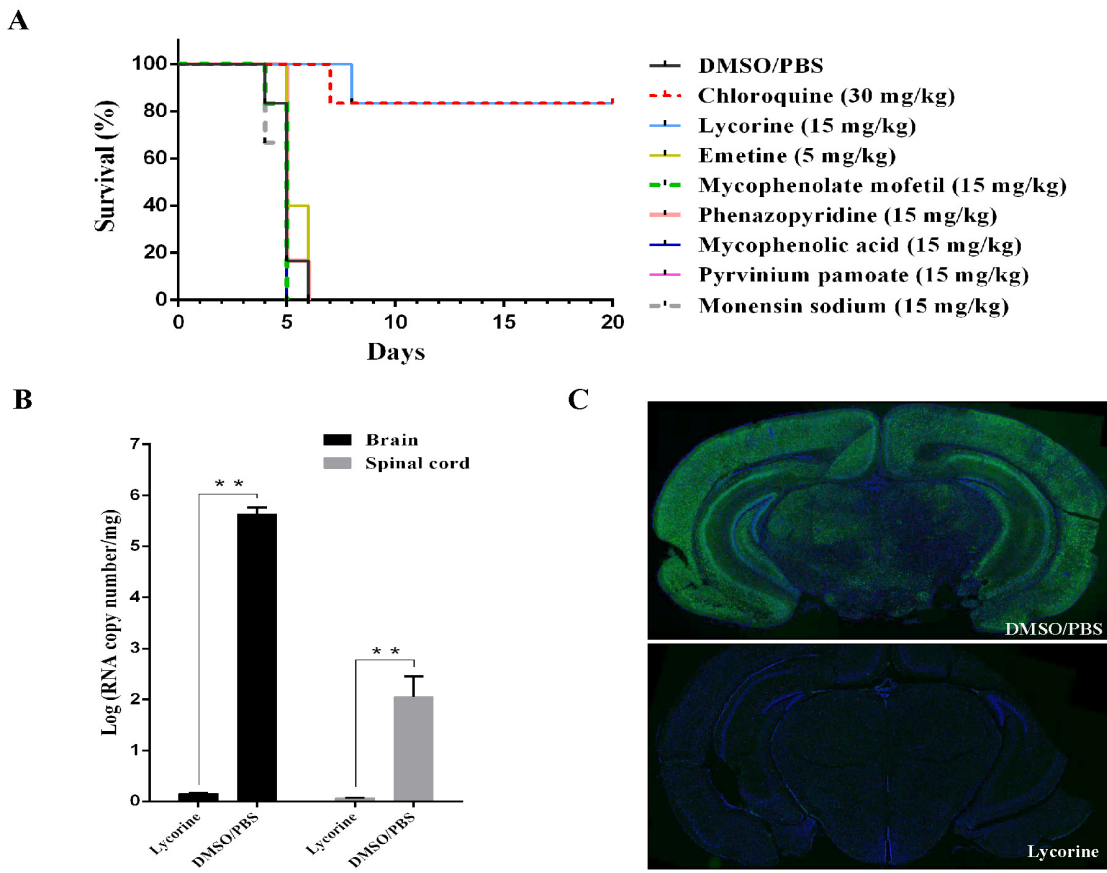 A
Survival (%)
100
80
60
40
20
0
0 5 10 15 20
Days
DMSO/PBS
Chloroquine (30 mg/kg)
Lycorine (15 mg/kg)
Emetine (5 mg/kg)
Mycophenolate mofetil (15 mg/kg)
Phenazopyridine (15 mg/kg)
Mycophenolic acid (15 mg/kg)
Pyrvinium pamoate (15 mg/kg)
Monensin sodium (15 mg/kg)
B
Log (RNA copy number/mg)
7
6
5
4
3
2
1
0
Brain
Spinal cord
* *
* *
Lycorine
DMSO/PBS
Lycorine
DMSO/PBS
C
DMSO/PBS
Lycorine